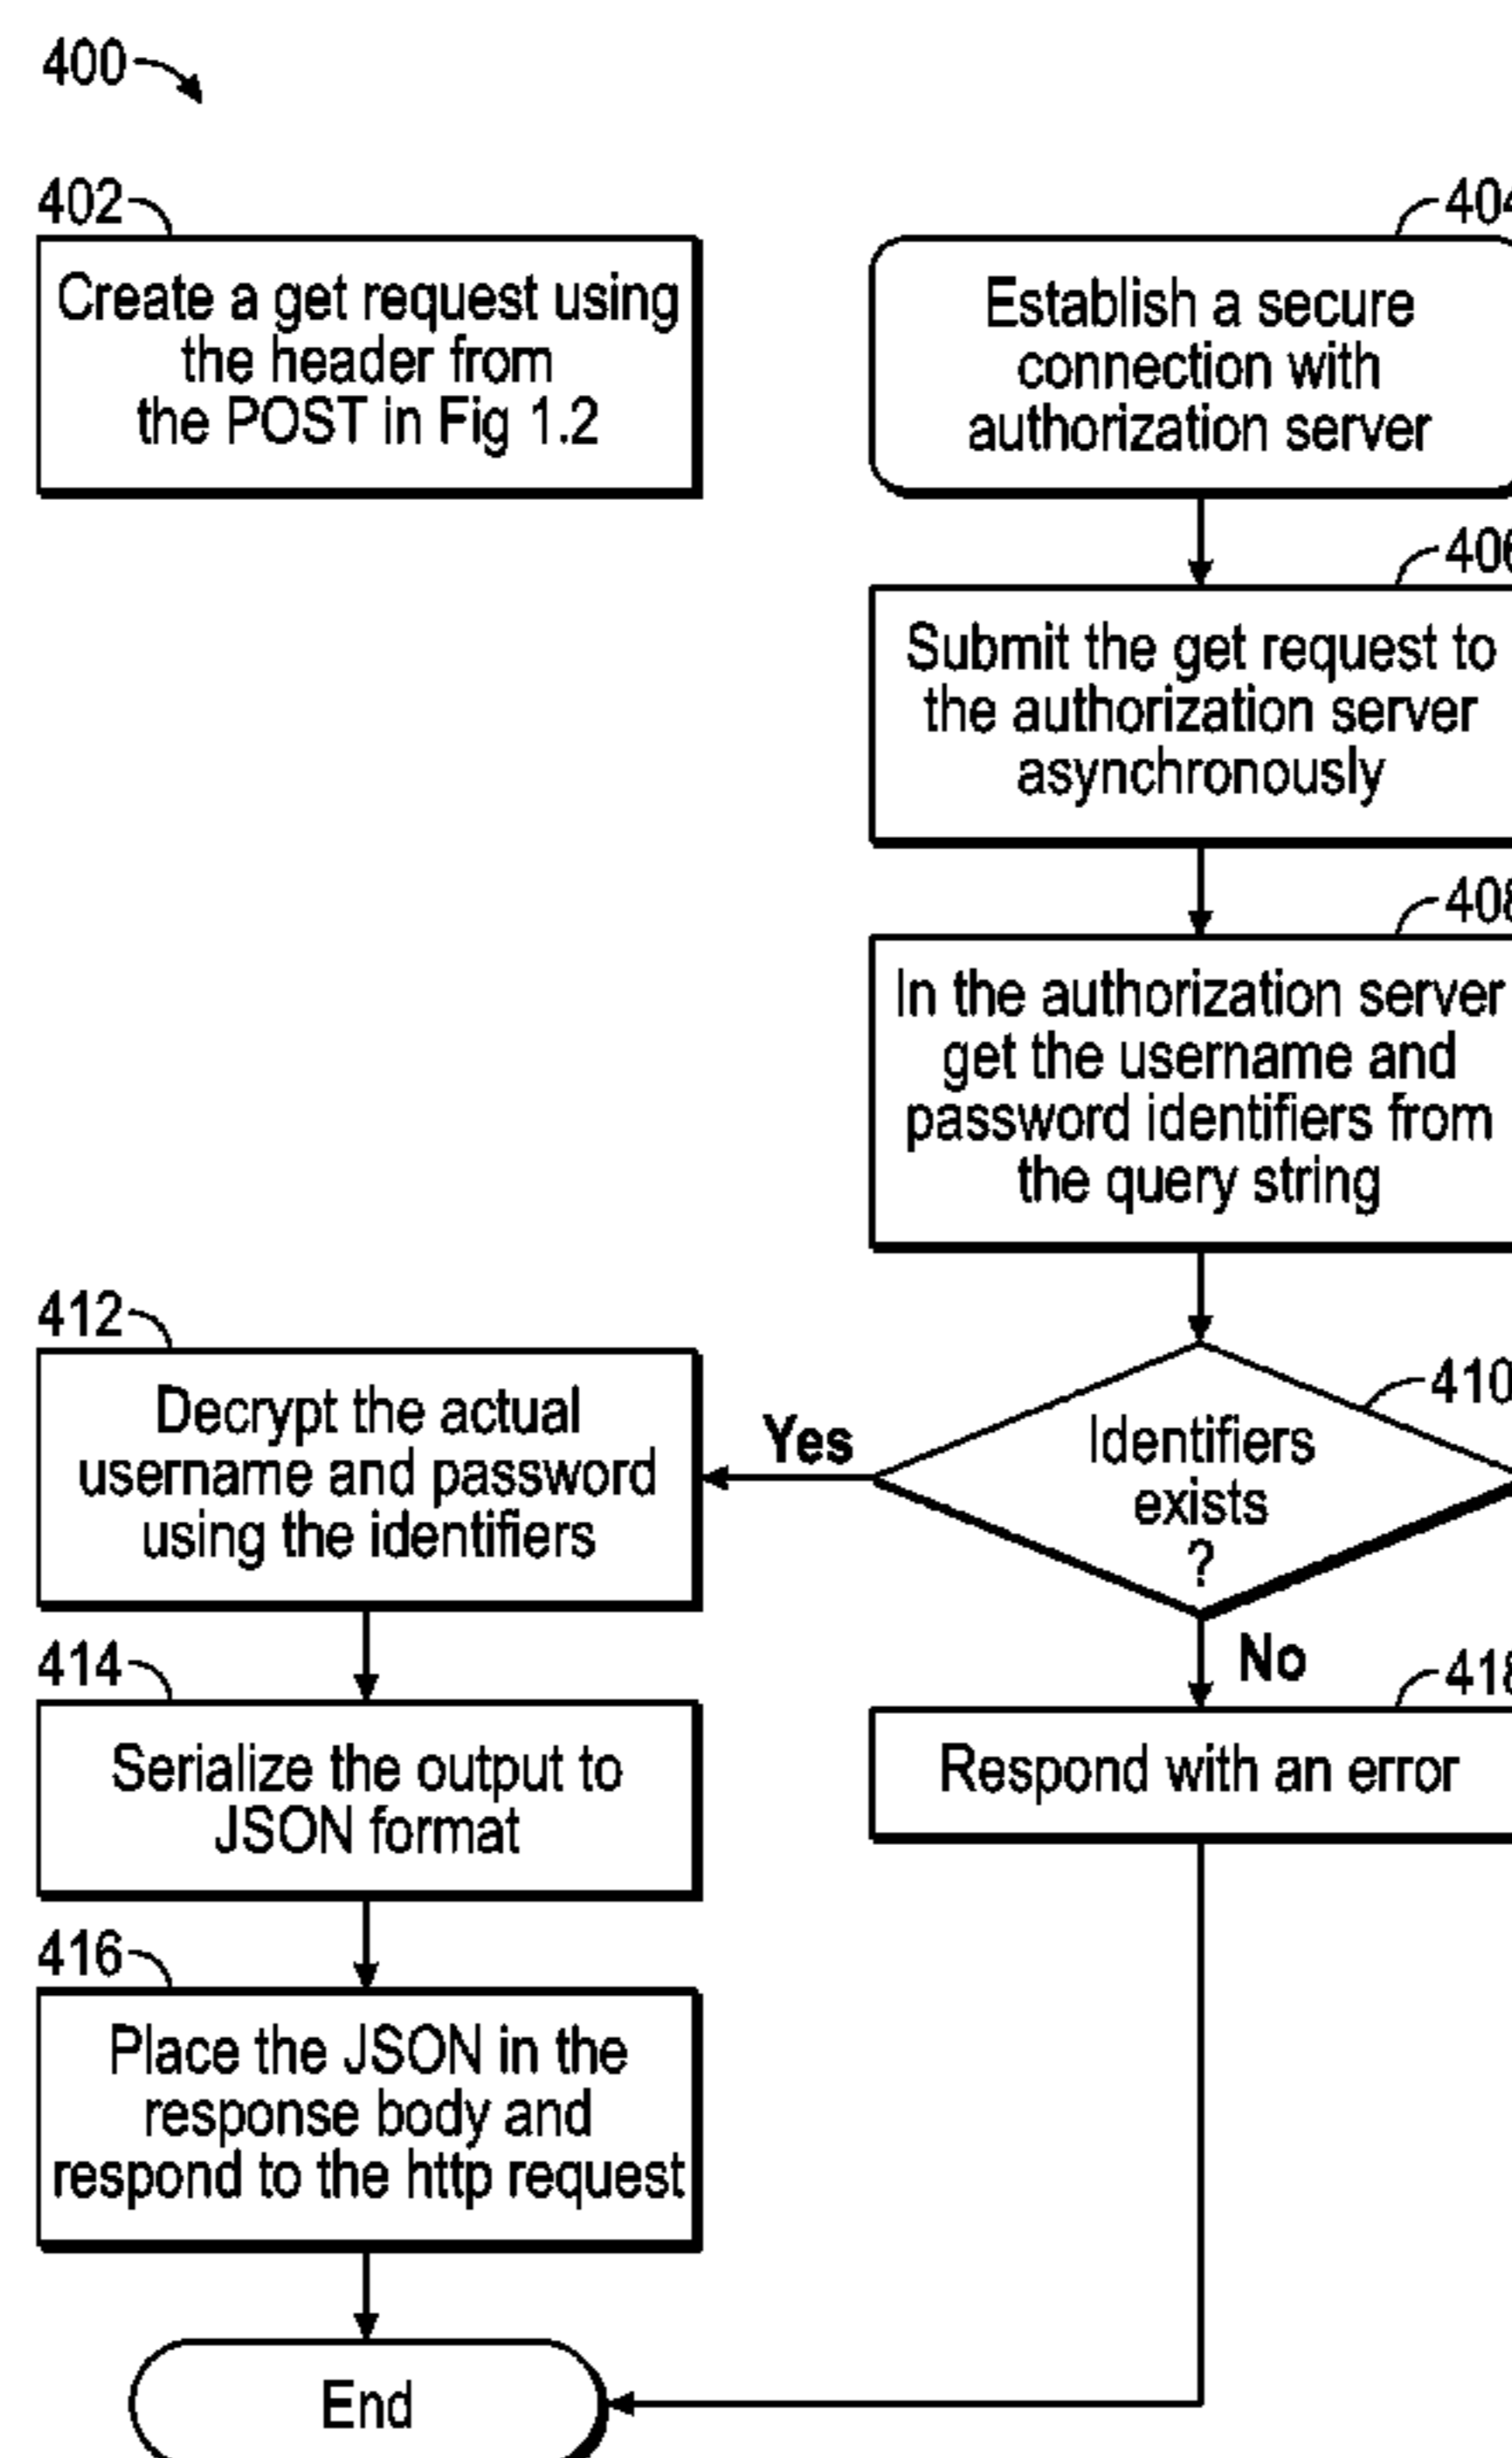 400
402
Create a get request using
the header from
the POST in Fig 1.2
Establish a secure
connection with
authorization server
Submit the get request to
the authorization server
asynchronously
In the authorization server
get the username and
password identifiers from
the query string
410
Identifiers
exists
?
Yes
No
412
Decrypt the actual
username and password
using the identifiers
414
Serialize the output to
JSON format
416
Place the JSON in the
response body and
respond to the http request
Respond with an error
End